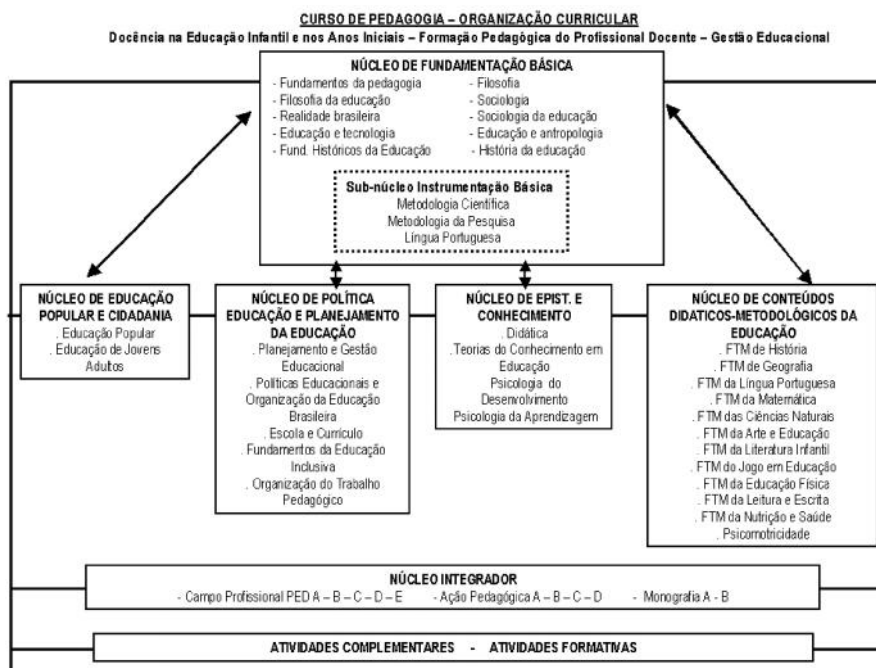 CURSO DE PEDAGOGIA – ORGANIZAÇÃO CURRICULAR
Docência na Educação Infantil e nos Anos Iniciais – Formação Pedagógica do Profissional Docente – Gestão Educacional
NÚCLEO DE FUNDAMENTAÇÃO BÁSICA
- Fundamentos da pedagogia
- Filosofia da educação
- Realidade brasileira
- Educação e tecnologia
- Fund. Históricos da Educação
- Filosofia
- Sociologia
- Sociologia da educação
- Educação e antropologia
- História da educação
Sub-núcleo Instrumentação Básica
Metodologia Científica
Metodologia da Pesquisa
Língua Portuguesa
NÚCLEO DE EDUCAÇÃO
POPULAR E CIDADANIA
. Educação Popular
. Educação de Jovens
Adultos
NÚCLEO DE POLÍTICA
EDUCAÇÃO E PLANEJAMENTO
DA EDUCAÇÃO
. Planejamento e Gestão
Educacional
. Políticas Educacionais e
Organização da Educação
Brasileira
. Escola e Currículo
. Fundamentos da Educação
Inclusiva
. Organização do Trabalho
Pedagógico
NÚCLEO DE EPIST. E
CONHECIMENTO
. Didática
. Teorias do Conhecimento em
Educação
Psicologia do
Desenvolvimento
Psicologia da Aprendizagem
NÚCLEO DE CONTEÚDOS
DIDATICOS-METODOLÓGICOS DA
EDUCAÇÃO
. FTM de História
. FTM de Geografia
. FTM da Língua Portuguesa
. FTM da Matemática
. FTM das Ciências Naturais
. FTM da Arte e Educação
. FTM da Literatura Infantil
. FTM do Jogo em Educação
. FTM da Educação Física
. FTM da Leitura e Escrita
. FTM da Nutrição e Saúde
. Psicomotricidade
NÚCLEO INTEGRADOR
- Campo Profissional PED A – B – C – D – E - Ação Pedagógica A – B – C – D - Monografia A - B
ATIVIDADES COMPLEMENTARES - ATIVIDADES FORMATIVAS